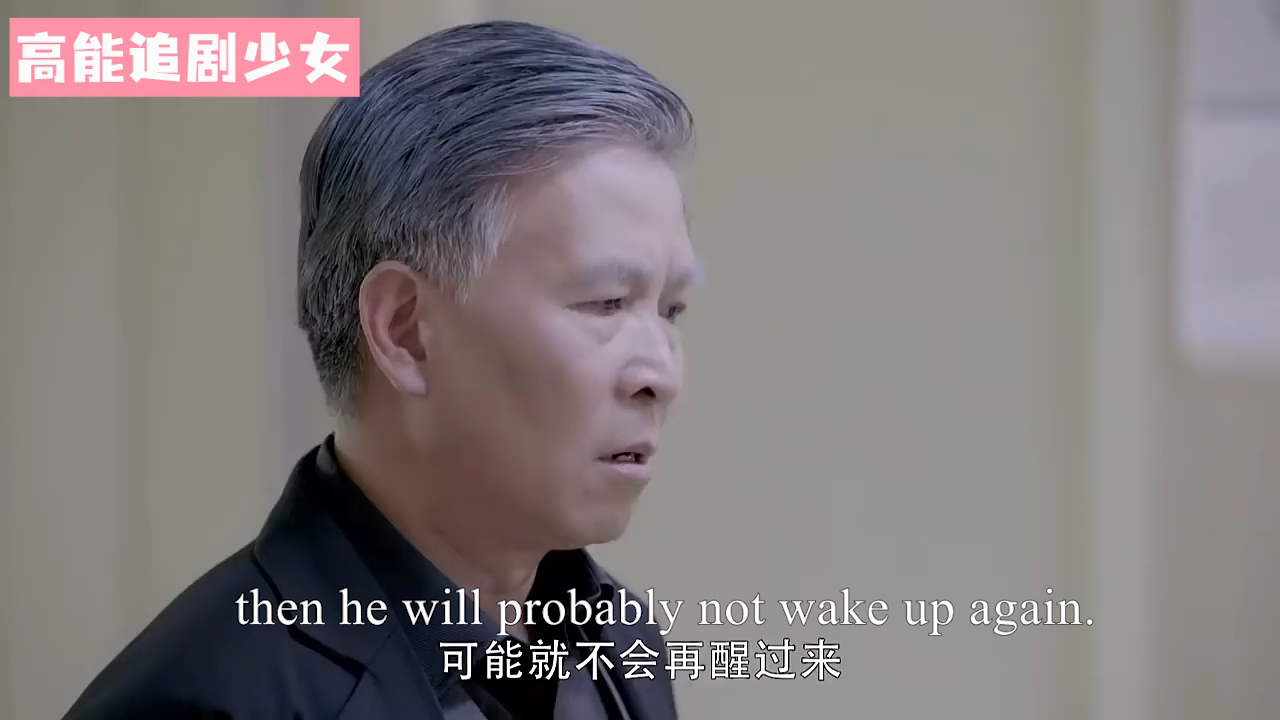 高能追剧少女
then he will probably not wake up again.
可能就不会再醒过来